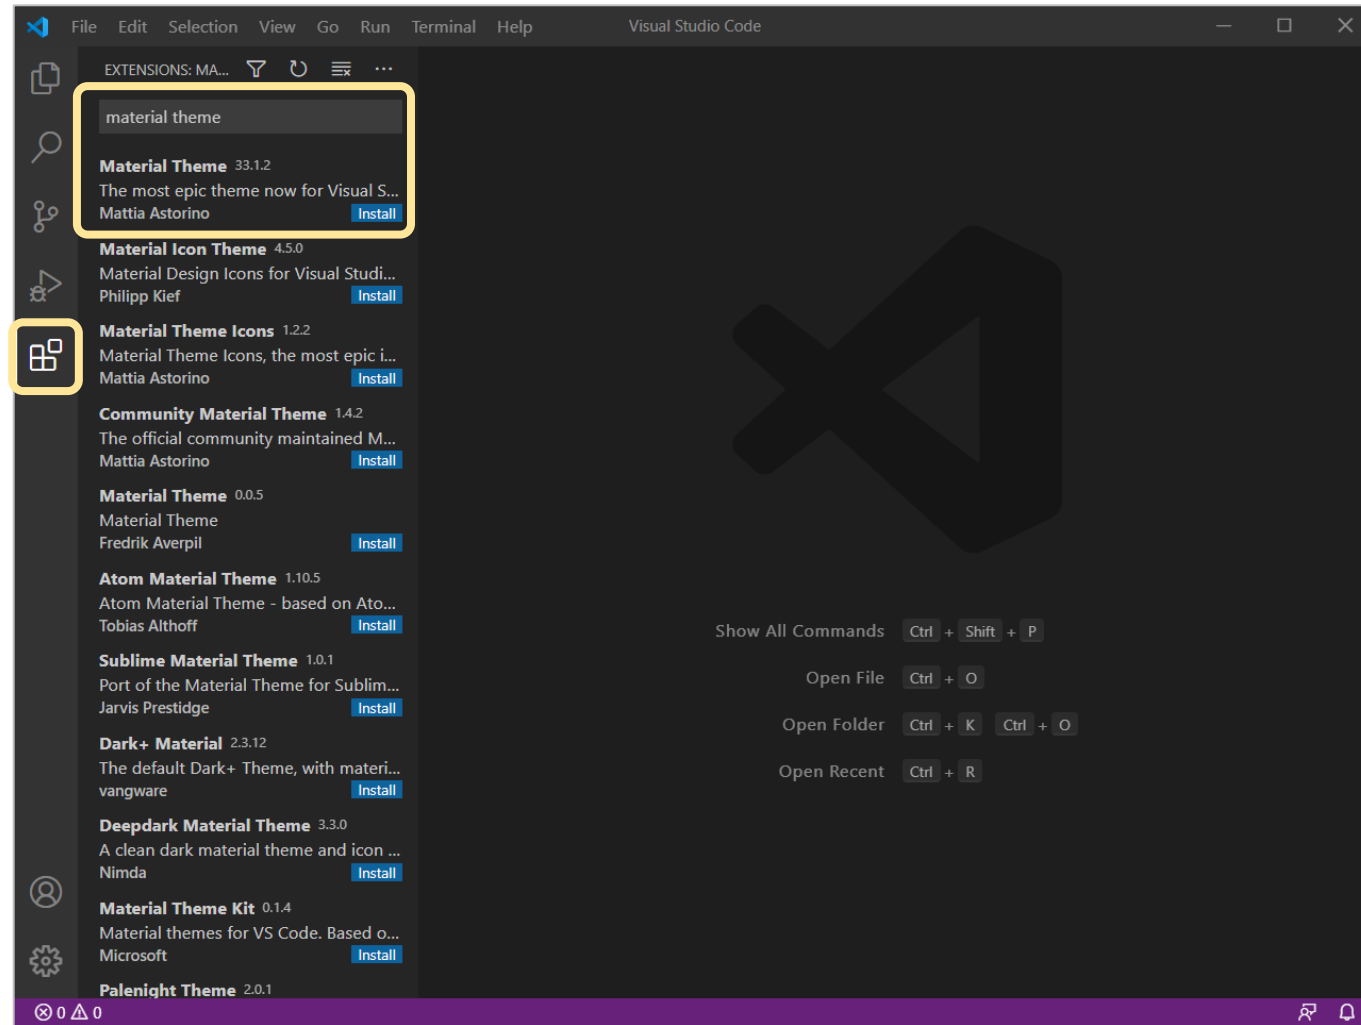 File Edit Selection View Go Run Terminal Help Visual Studio Code
EXTENSIONS: MA...
material theme
Material Theme 33.1.2
The most epic theme now for Visual S...
Mattia Astorino Install
Material Icon Theme 4.5.0
Material Design Icons for Visual Studi...
Philipp Kief Install
Material Theme Icons 1.2.2
Material Theme Icons, the most epic i...
Mattia Astorino Install
Community Material Theme 1.4.2
The official community maintained M...
Mattia Astorino Install
Material Theme 0.0.5
Material Theme
Fredrik Averpil Install
Atom Material Theme 1.10.5
Atom Material Theme - based on Ato...
Tobias Althoff Install
Sublime Material Theme 1.0.1
Port of the Material Theme for Sublim...
Jarvis Prestidge Install
Dark+ Material 2.3.12
The default Dark+ Theme, with materi...
vangware Install
Deepdark Material Theme 3.3.0
A clean dark material theme and icon ...
Nimda Install
Material Theme Kit 0.1.4
Material themes for VS Code. Based o...
Microsoft Install
Palenight Theme 2.0.1
Show All Commands Ctrl + Shift + P
Open File Ctrl + O
Open Folder Ctrl + K Ctrl + O
Open Recent Ctrl + R
0 0